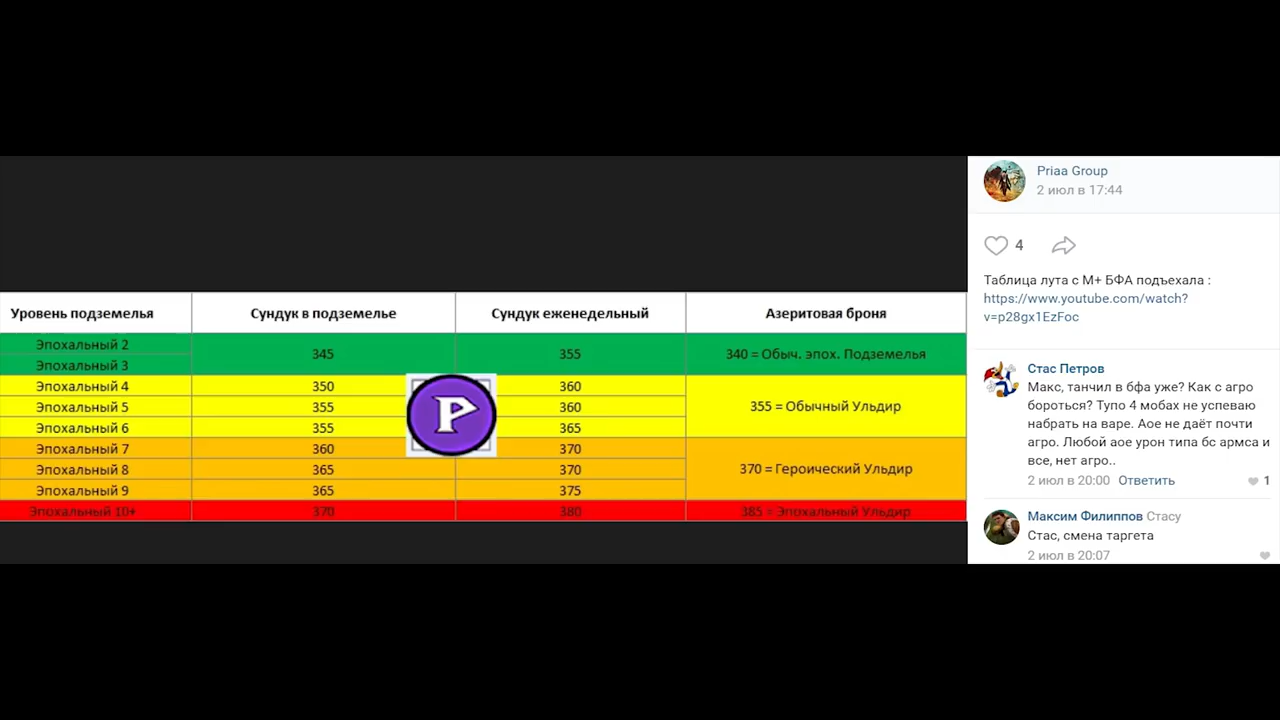 Priaa Group
2 июл в 17:44
4
Таблица лута с М+ БФА подъехала :
https://www.youtube.com/watch?
v=p28gx1EzFoc
Уровень подземелья Сундук в подземелье Сундук еженедельный Азеритовая броня
Эпохальный 2
345 355 340 = Обыч. эпох. Подземелья
Эпохальный 3
Эпохальный 4 350 360
Эпохальный 5 355 360 355 = Обычный Ульдир
Эпохальный 6 355 365
Эпохальный 7 360 370
Эпохальный 8 365 370 370 = Героический Ульдир
Эпохальный 9 365 375
Эпохальный 10+ 370 380 385 = Эпохальный Ульдир
P
Стас Петров
Макс, танчил в бфа уже? Как с агро
бороться? Тупо 4 мобах не успеваю
набрать на варе. Аое не даёт почти
агро. Любой аое урон типа бс армса и
все, нет агро..
2 июл в 20:00 Ответить 1
Максим Филиппов Стасу
Стас, смена таргета
2 июл в 20:07